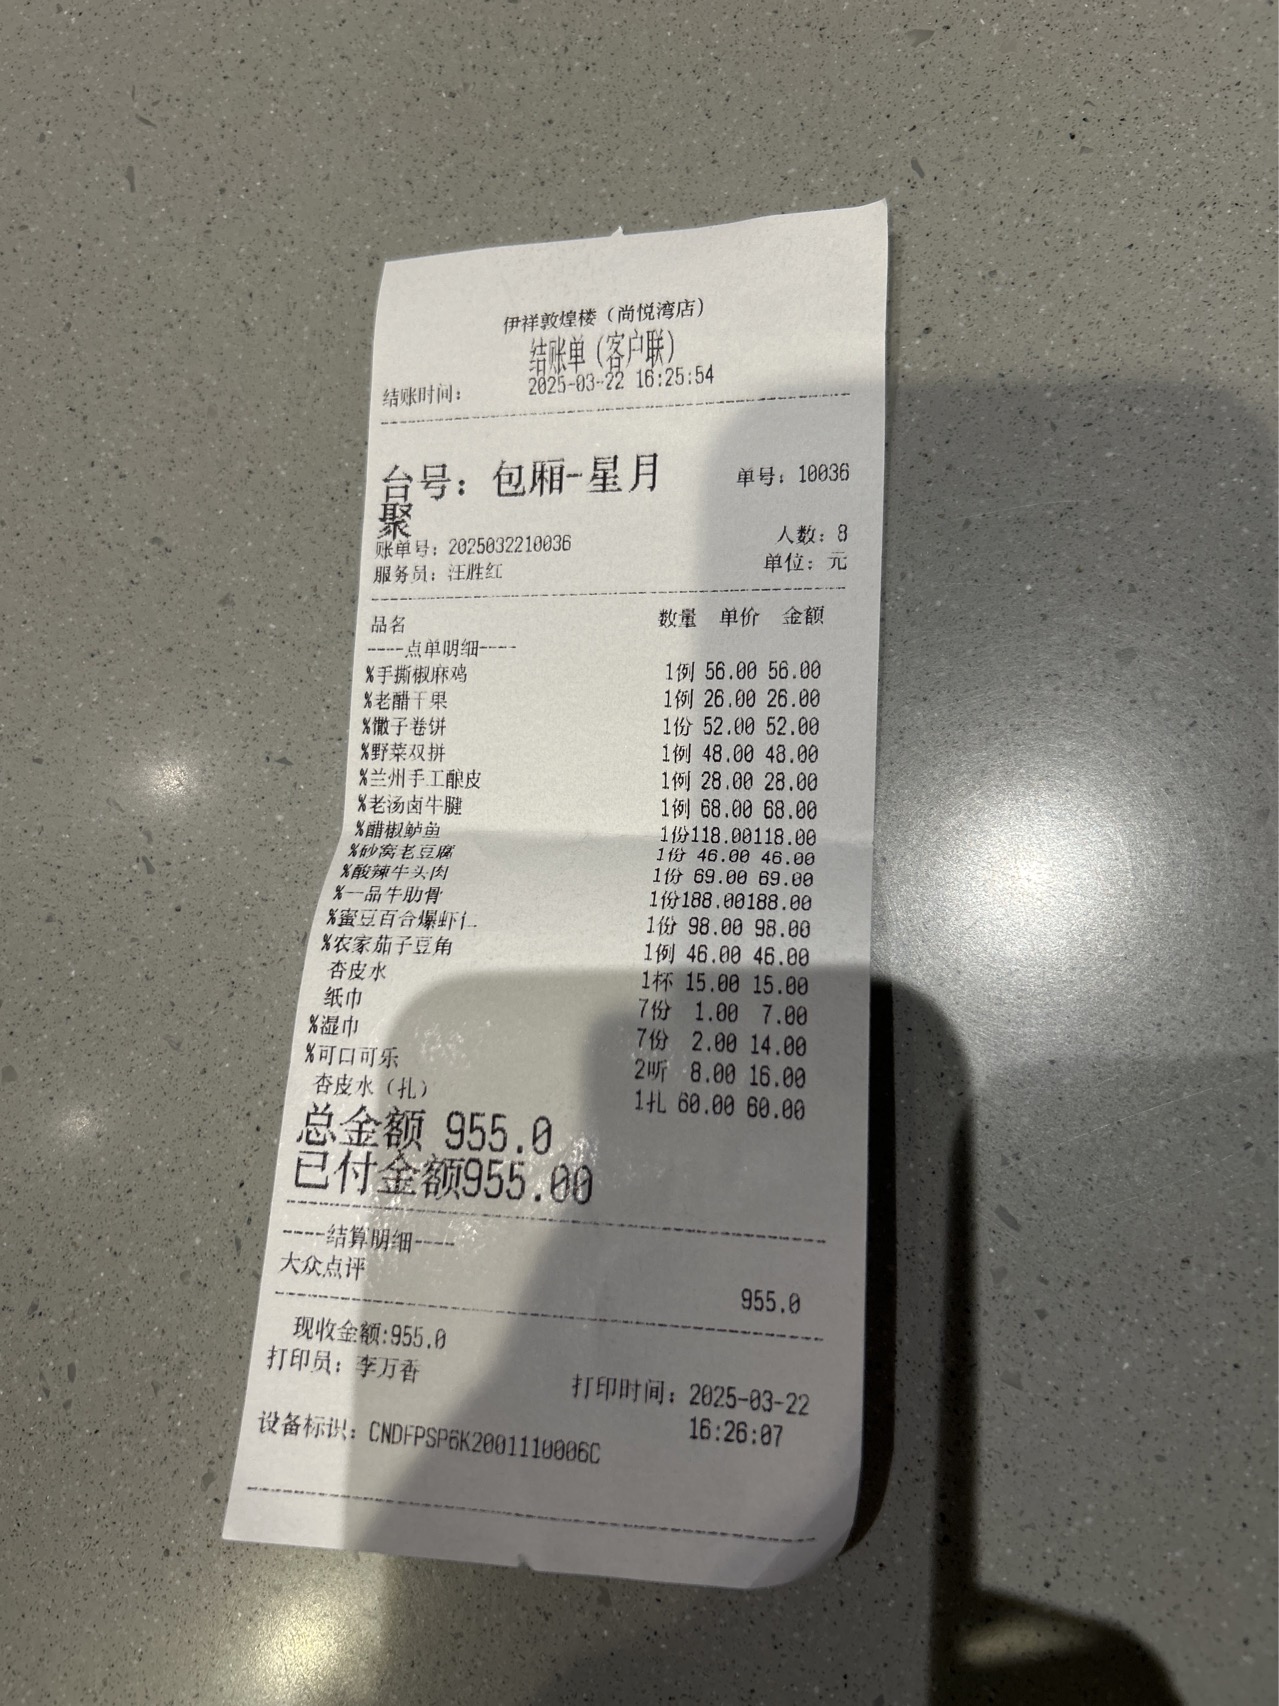 伊祥敦煌楼（尚悦湾店）
结账单（客户联）
结账时间： 2025-03-22 16:25:54
台号：包厢-星月 单号：10036
聚
账单号：2025032210036 人数：8
服务员：汪胜红 单位：元
品名 数量 单价 金额
----点单明细----
%手撕椒麻鸡 1例 56.00 56.00
%老醋干果 1例 26.00 26.00
%馓子卷饼 1份 52.00 52.00
%野菜双拼 1例 48.00 48.00
%兰州手工酿皮 1例 28.00 28.00
%老汤卤牛腱 1例 68.00 68.00
%醋椒鲈鱼 1份118.00118.00
%砂窝老豆腐 1份 46.00 46.00
%酸辣牛头肉 1份 69.00 69.00
%一品牛肋骨 1份188.00188.00
%蜜豆百合爆虾仁 1份 98.00 98.00
%农家茄子豆角 1例 46.00 46.00
杏皮水 1杯 15.00 15.00
纸巾 7份 1.00 7.00
%湿巾 7份 2.00 14.00
%可口可乐 2听 8.00 16.00
杏皮水（扎） 1扎 60.00 60.00
总金额 955.0
已付金额955.00
----结算明细----
大众点评
955.0
现收金额:955.0
打印员：李万香
打印时间：2025-03-22
16:26:07
设备标识：CNDFPSP6K2001110006C